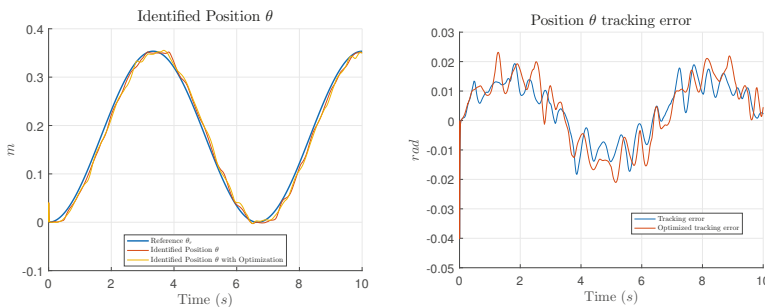 Identified Position θ
0.4
0.3
0.2
0.1
0
-0.1
m
0 2 4 6 8 10
Time (s)
Reference θr
Identified Position θ
Identified Position θ with Optimization
Position θ tracking error
0.03
0.02
0.01
0
-0.01
-0.02
-0.03
-0.04
-0.05
rad
0 2 4 6 8 10
Time (s)
Tracking error
Optimized tracking error